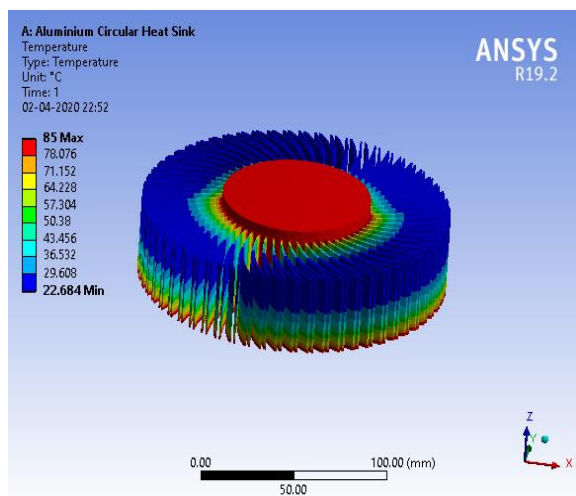 A: Aluminium Circular Heat Sink
Temperature
Type: Temperature
Unit: °C
Time: 1
02-04-2020 22:52
ANSYS
R19.2
85 Max
78.076
71.152
64.228
57.304
50.38
43.456
36.532
29.608
22.684 Min
0.00
100.00 (mm)
50.00
Z
Y
X